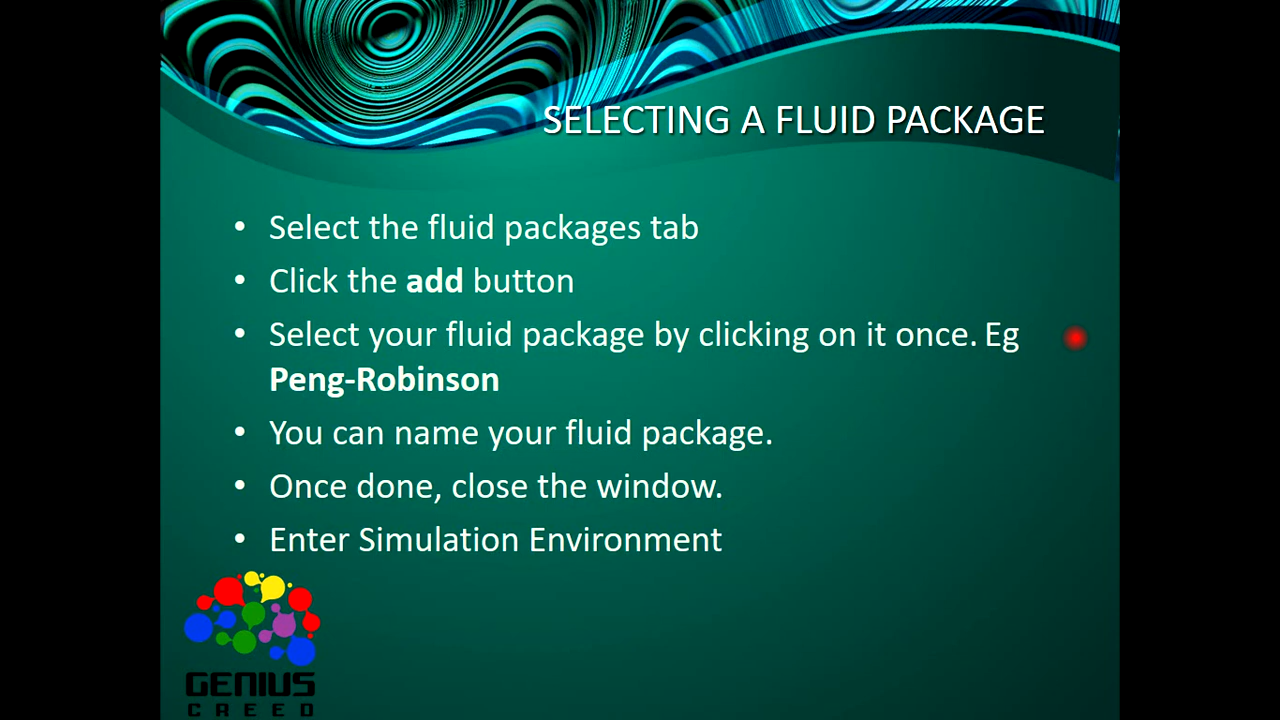 SELECTING A FLUID PACKAGE
• Select the fluid packages tab
• Click the add button
• Select your fluid package by clicking on it once. Eg
Peng-Robinson
• You can name your fluid package.
• Once done, close the window.
• Enter Simulation Environment
GENIUS
CREED